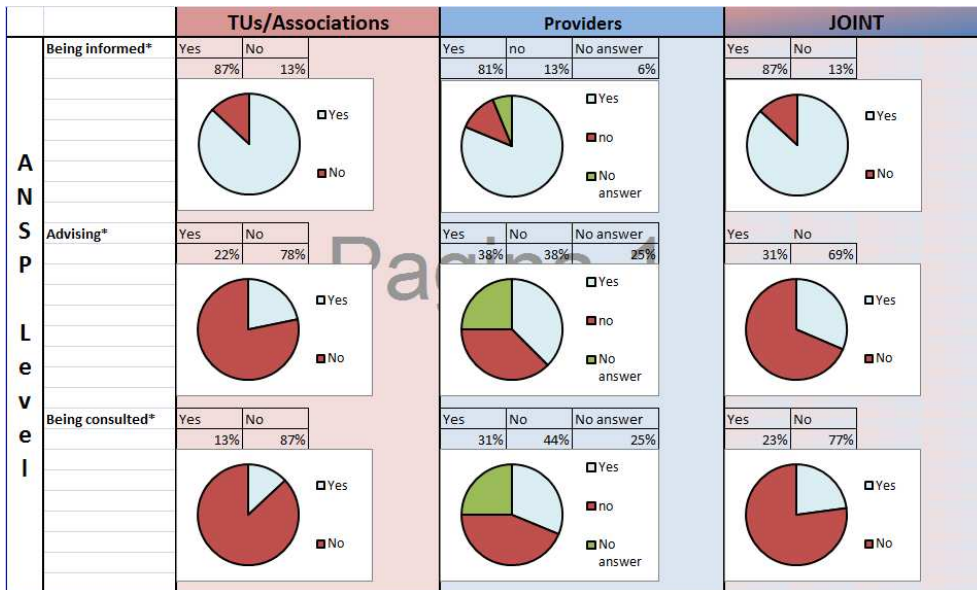 TUs/Associations Providers JOINT
Being informed* Yes No Yes no No answer Yes No
87% 13% 81% 13% 6% 87% 13%
Yes Yes Yes
no
No No No
answer
Advising* Yes No Yes no No answer Yes No
22% 78% 38% 38% 25% 31% 69%
Yes Yes Yes
no
No No No
answer
Being consulted* Yes No Yes no No answer Yes No
13% 87% 31% 44% 25% 23% 77%
Yes Yes Yes
no
No No No
answer
ANSP Level
Pagina 1